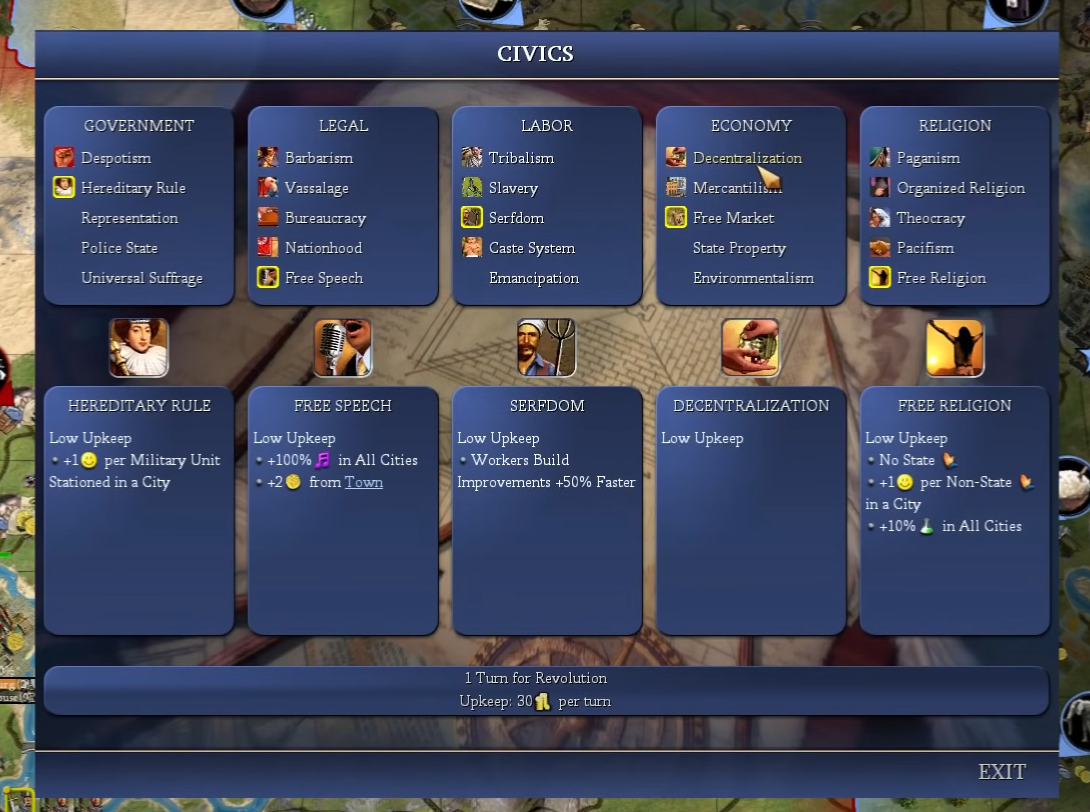 CIVICS
GOVERNMENT
Despotism
Hereditary Rule
Representation
Police State
Universal Suffrage
LEGAL
Barbarism
Vassalage
Bureaucracy
Nationhood
Free Speech
LABOR
Tribalism
Slavery
Serfdom
Caste System
Emancipation
ECONOMY
Decentralization
Mercantilism
Free Market
State Property
Environmentalism
RELIGION
Paganism
Organized Religion
Theocracy
Pacifism
Free Religion
HEREDITARY RULE
Low Upkeep
• +1 per Military Unit
Stationed in a City
FREE SPEECH
Low Upkeep
• +100% in All Cities
• +2 from Town
SERFDOM
Low Upkeep
• Workers Build
Improvements +50% Faster
DECENTRALIZATION
Low Upkeep
FREE RELIGION
Low Upkeep
• No State
• +1 per Non-State
in a City
• +10% in All Cities
1 Turn for Revolution
Upkeep: 30 per turn
EXIT